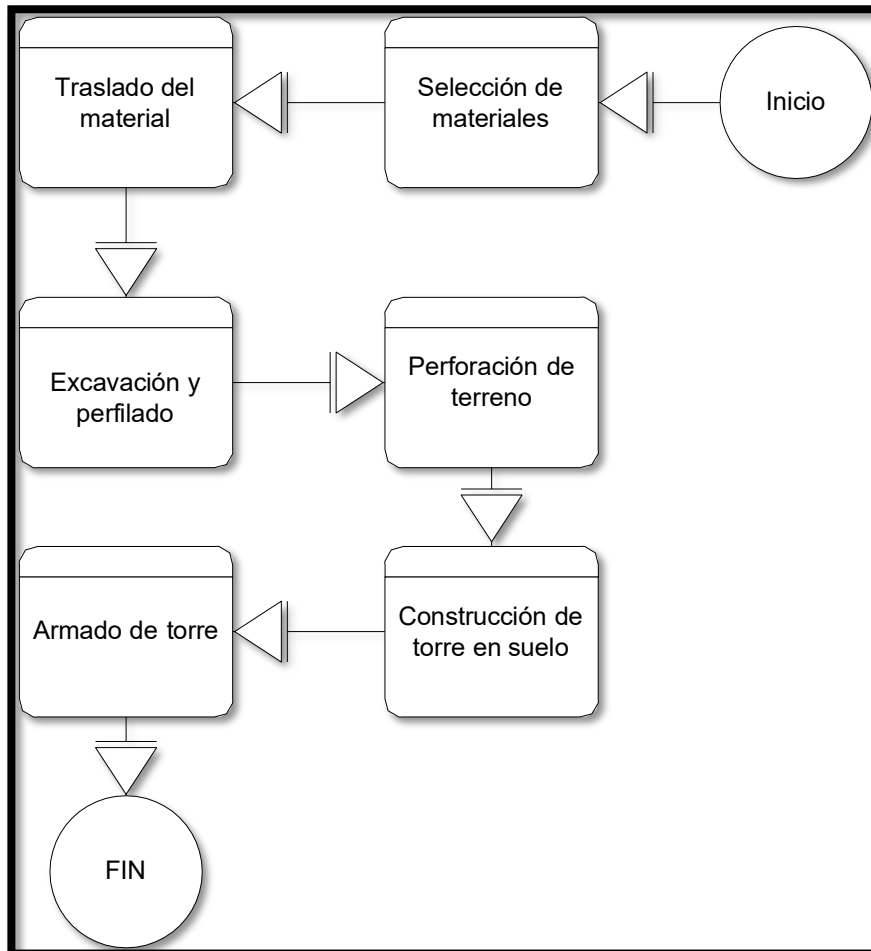 Inicio
Selección de
materiales
Traslado del
material
Excavación y
perfilado
Perforación de
terreno
Construcción de
torre en suelo
Armado de torre
FIN